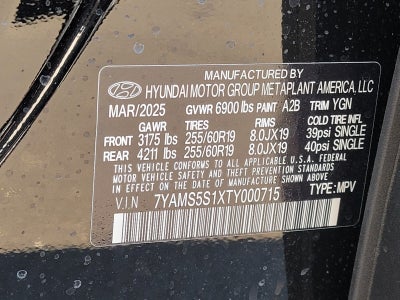 HYUNDAI MOTOR GROUP METAPLANT AMERICA, LLC
MAR/2025 GVWR 6900 lbs PANT A2B TRIM YGN
GAWR TIRES RIMS COLD TIRE INFL
FRONT 3175 lbs 255/60R19 8.0JX19 39psi SINGLE
REAR 4211 lbs 255/60R19 8.0JX19 40psi SINGLE
THIS VEHICLE CONFORMS TO ALL APPLICABLE U.S.A. FEDERAL
MOTOR VEHICLE SAFETY AND THEFT PREVENTION STANDARDS
IN EFFECT ON THE DATE OF MANUFACTURE SHOWN ABOVE.
V.I.N 7YAMS5S1XTY000715 TYPE: MPV